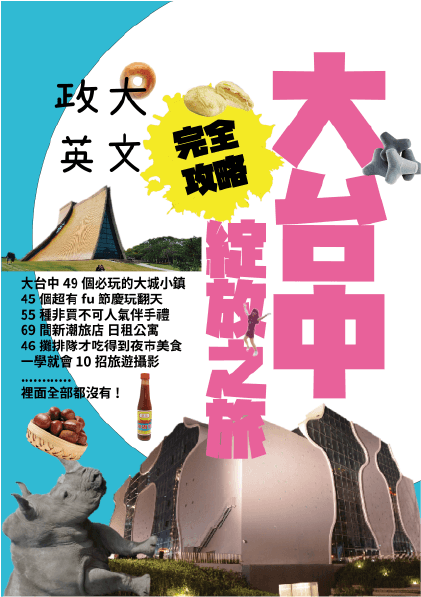 大台中
綻放之旅
完全
攻略
政大
英文
大台中 49 個必玩的大城小鎮
45 個超有 fu 節慶玩翻天
55 種非買不可人氣伴手禮
69 間新潮旅店 日租公寓
46 攤排隊才吃得到夜市美食
一學就會 10 招旅遊攝影
............
裡面全部都沒有！